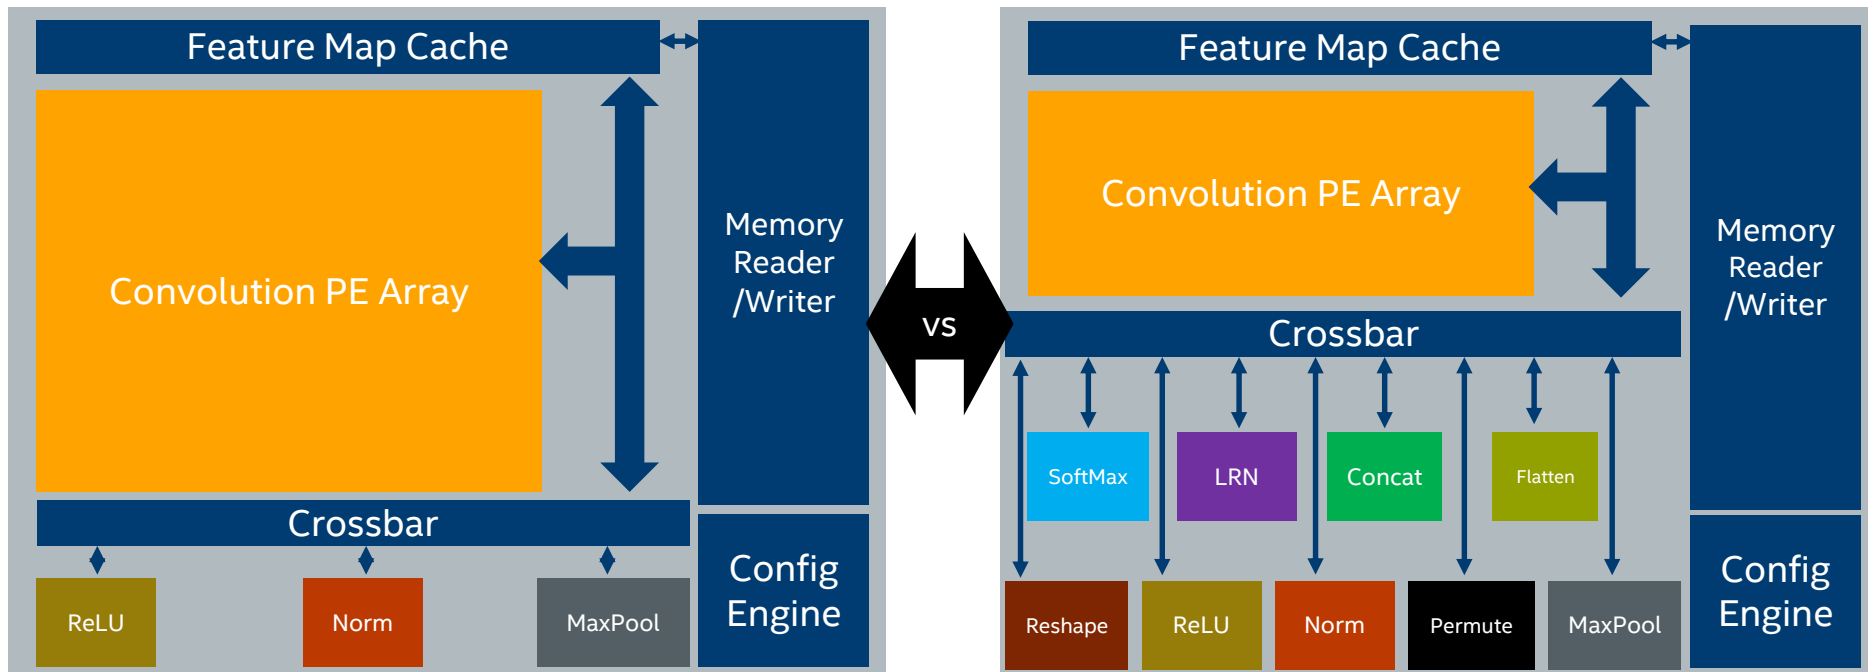 Feature Map Cache
Convolution PE Array
Memory
Reader
/Writer
Crossbar
Config
Engine
ReLU
Norm
MaxPool
vs
Feature Map Cache
Convolution PE Array
Memory
Reader
/Writer
Crossbar
SoftMax
LRN
Concat
Flatten
Config
Engine
Reshape
ReLU
Norm
Permute
MaxPool